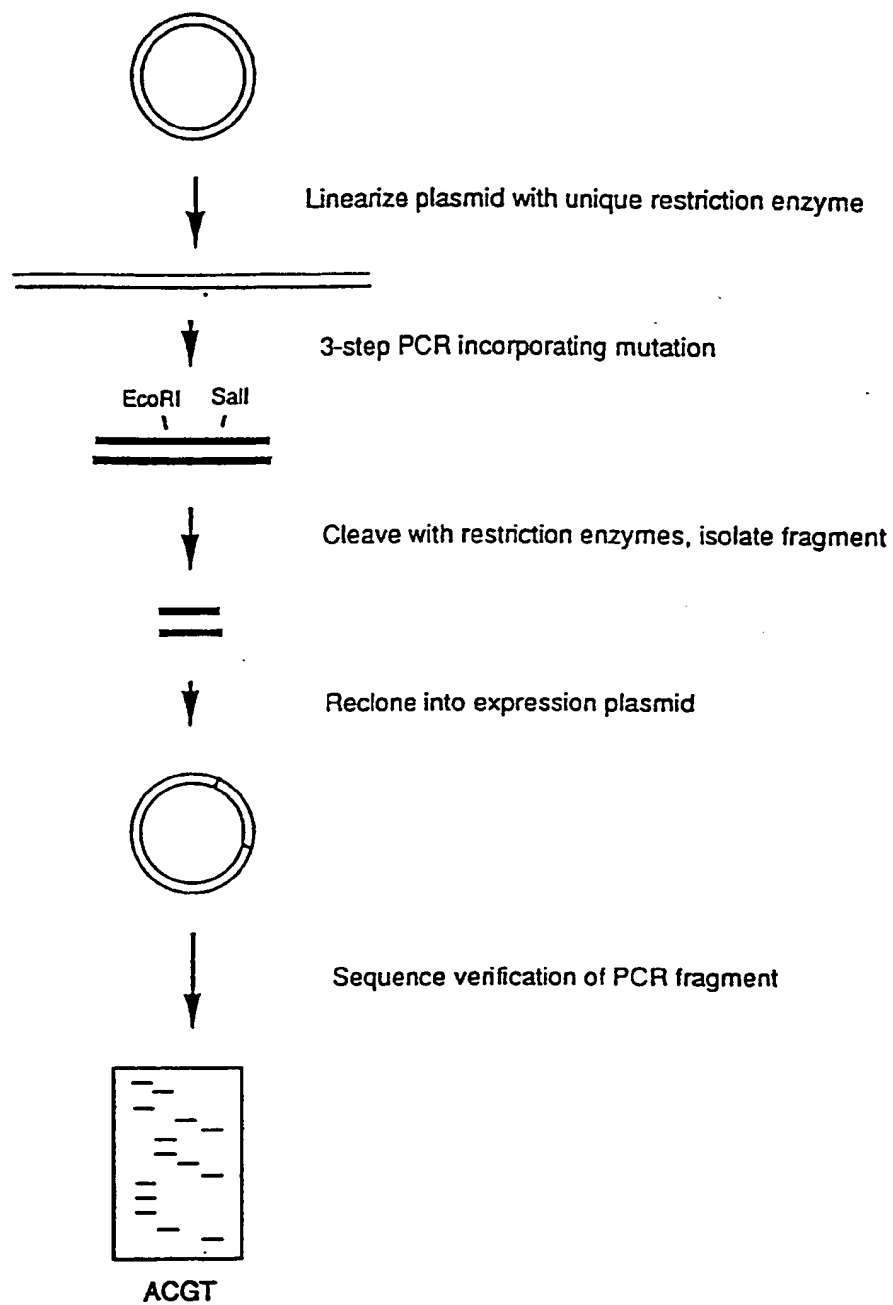 Linearize plasmid with unique restriction enzyme
3-step PCR incorporating mutation
EcoRI SalI
Cleave with restriction enzymes, isolate fragment
Reclone into expression plasmid
Sequence verification of PCR fragment
ACGT